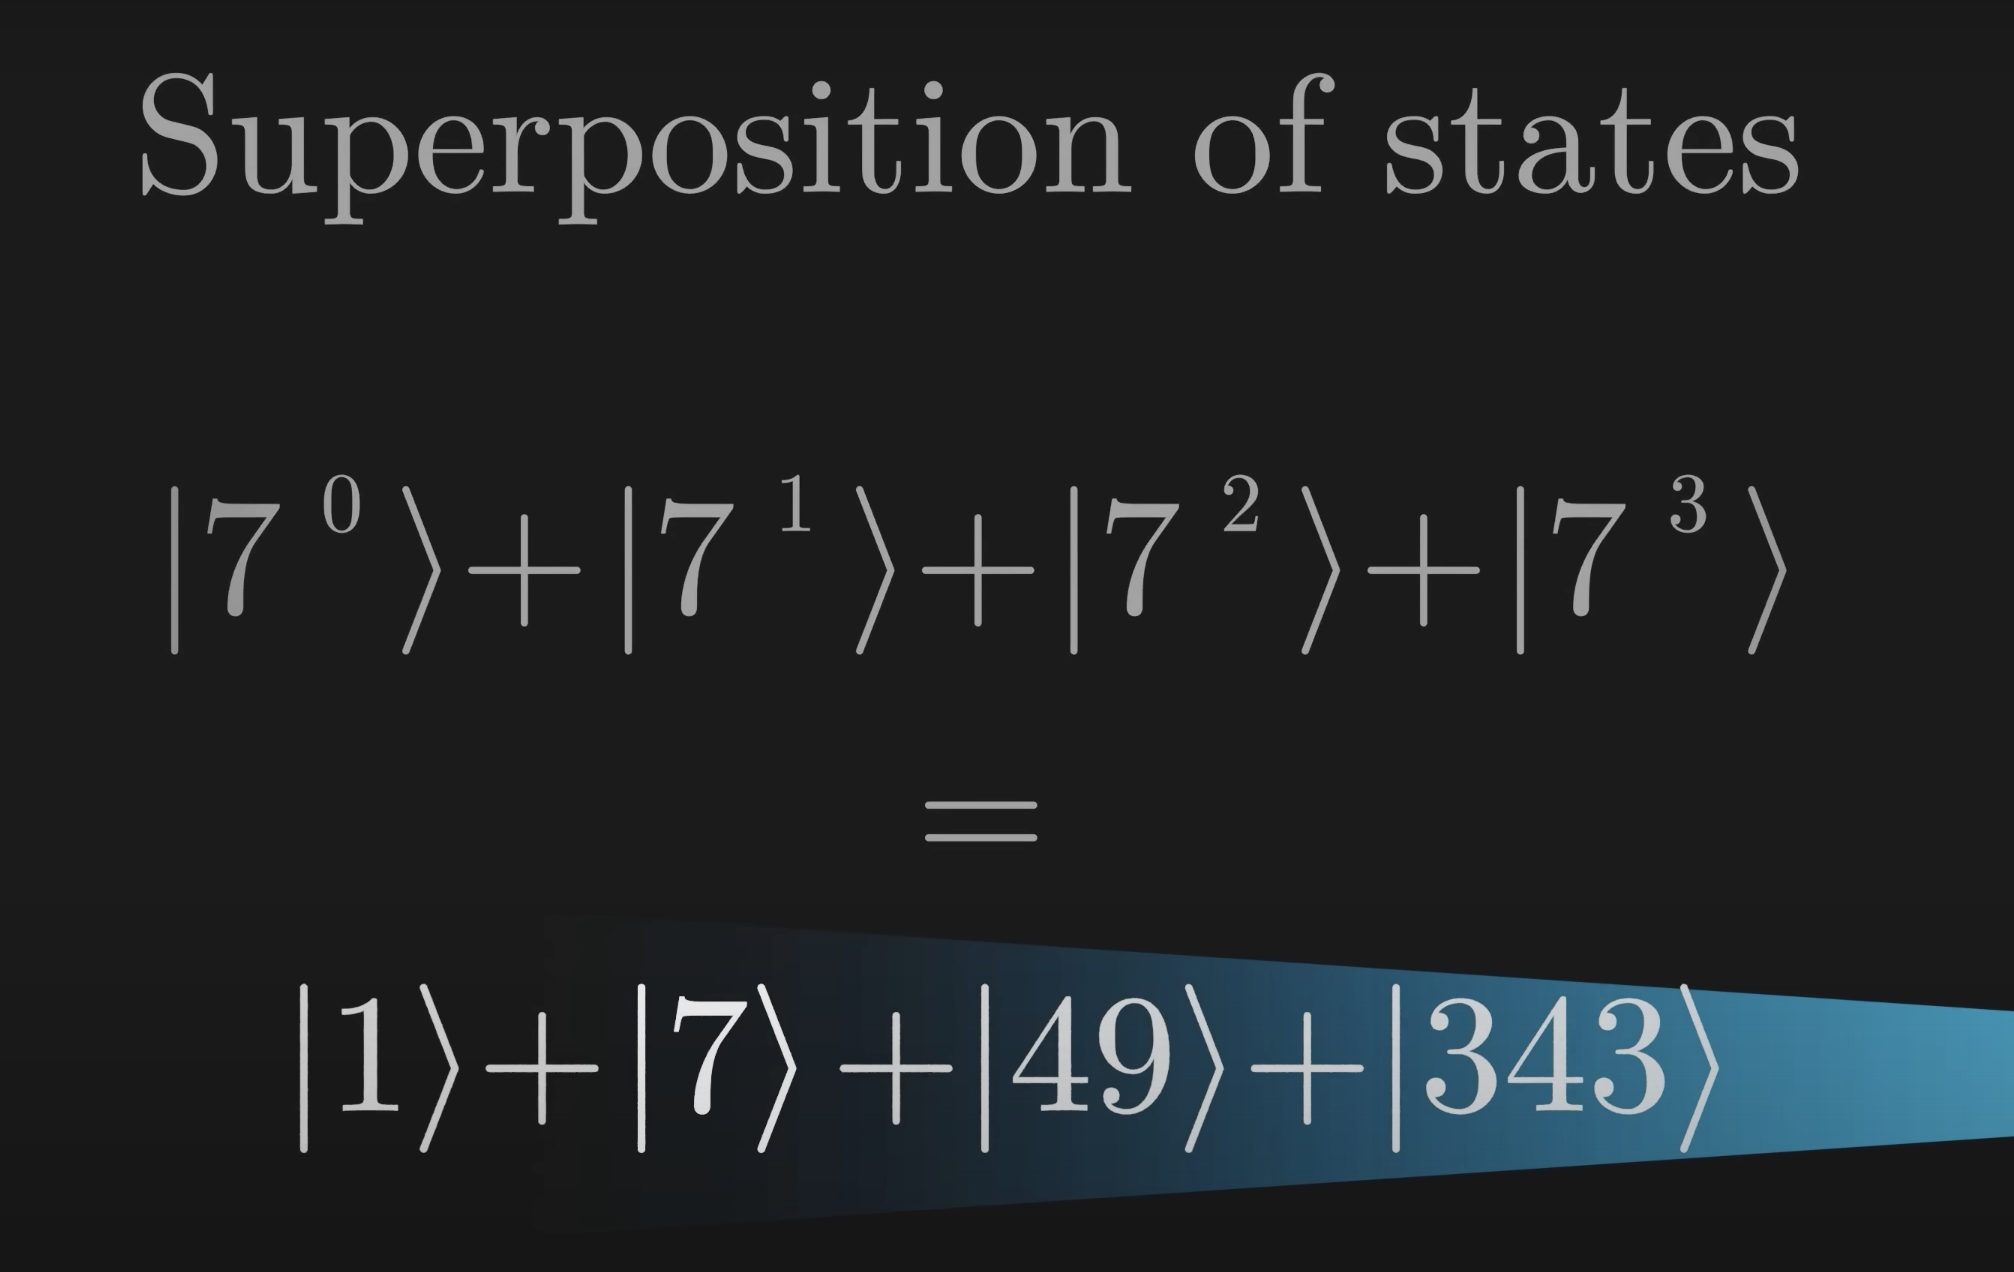 Superposition of states
|7⁰⟩+|7¹⟩+|7²⟩+|7³⟩
=
|1⟩+|7⟩+|49⟩+|343⟩